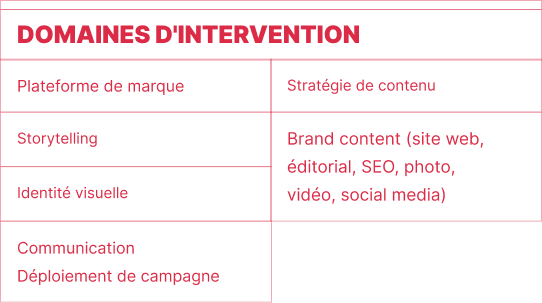 DOMAINES D'INTERVENTION
Plateforme de marque
Stratégie de contenu
Storytelling
Brand content (site web,
éditorial, SEO, photo,
vidéo, social media)
Identité visuelle
Communication
Déploiement de campagne